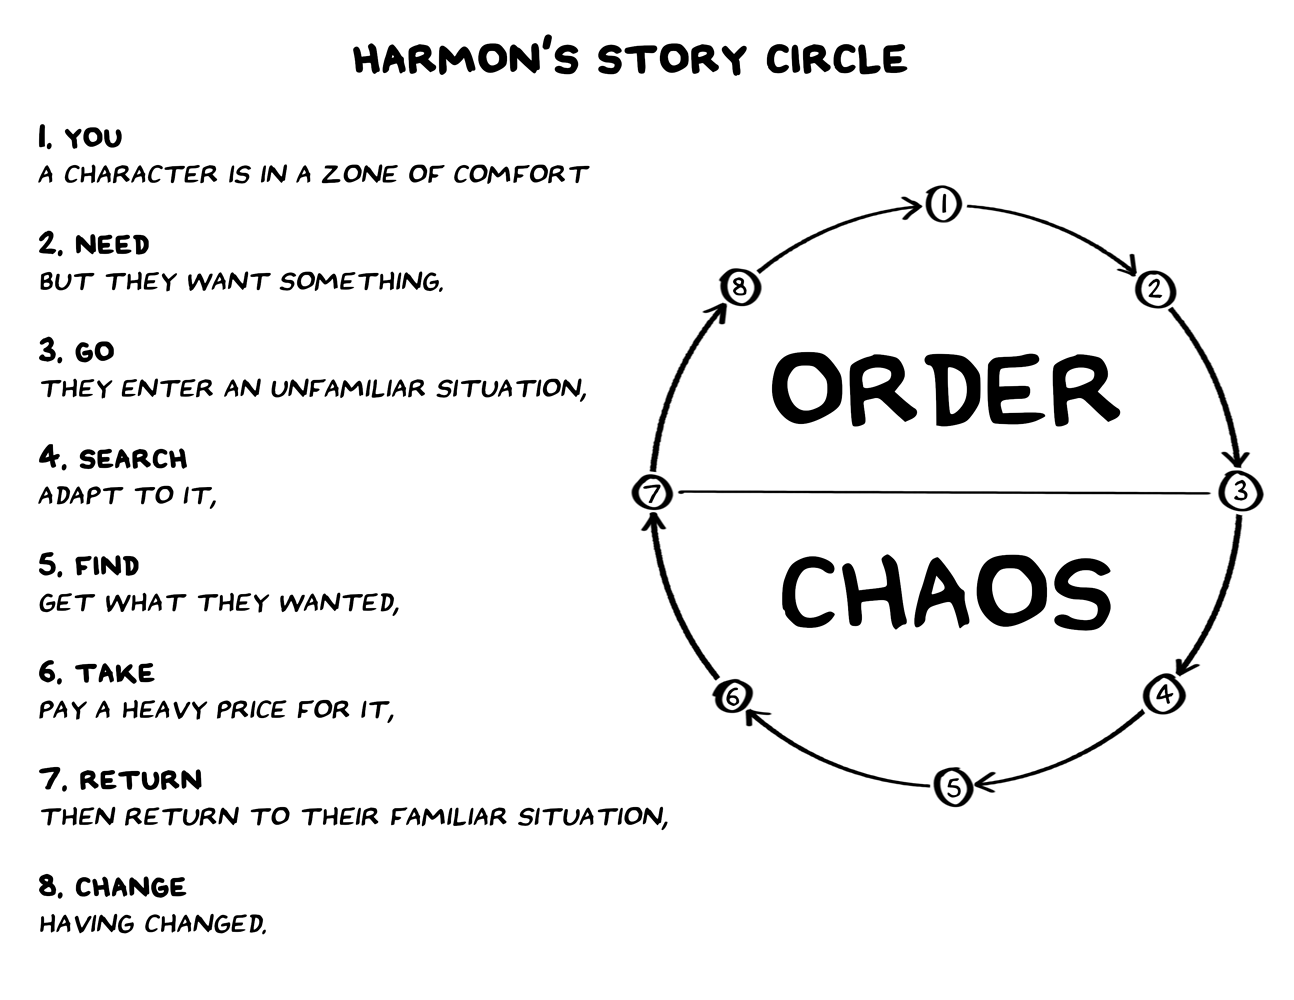 HARMON'S STORY CIRCLE
1. YOU
A CHARACTER IS IN A ZONE OF COMFORT
2. NEED
BUT THEY WANT SOMETHING.
3. GO
THEY ENTER AN UNFAMILIAR SITUATION,
4. SEARCH
ADAPT TO IT,
5. FIND
GET WHAT THEY WANTED,
6. TAKE
PAY A HEAVY PRICE FOR IT,
7. RETURN
THEN RETURN TO THEIR FAMILIAR SITUATION,
8. CHANGE
HAVING CHANGED.
1
2
3
4
5
6
7
8
ORDER
CHAOS